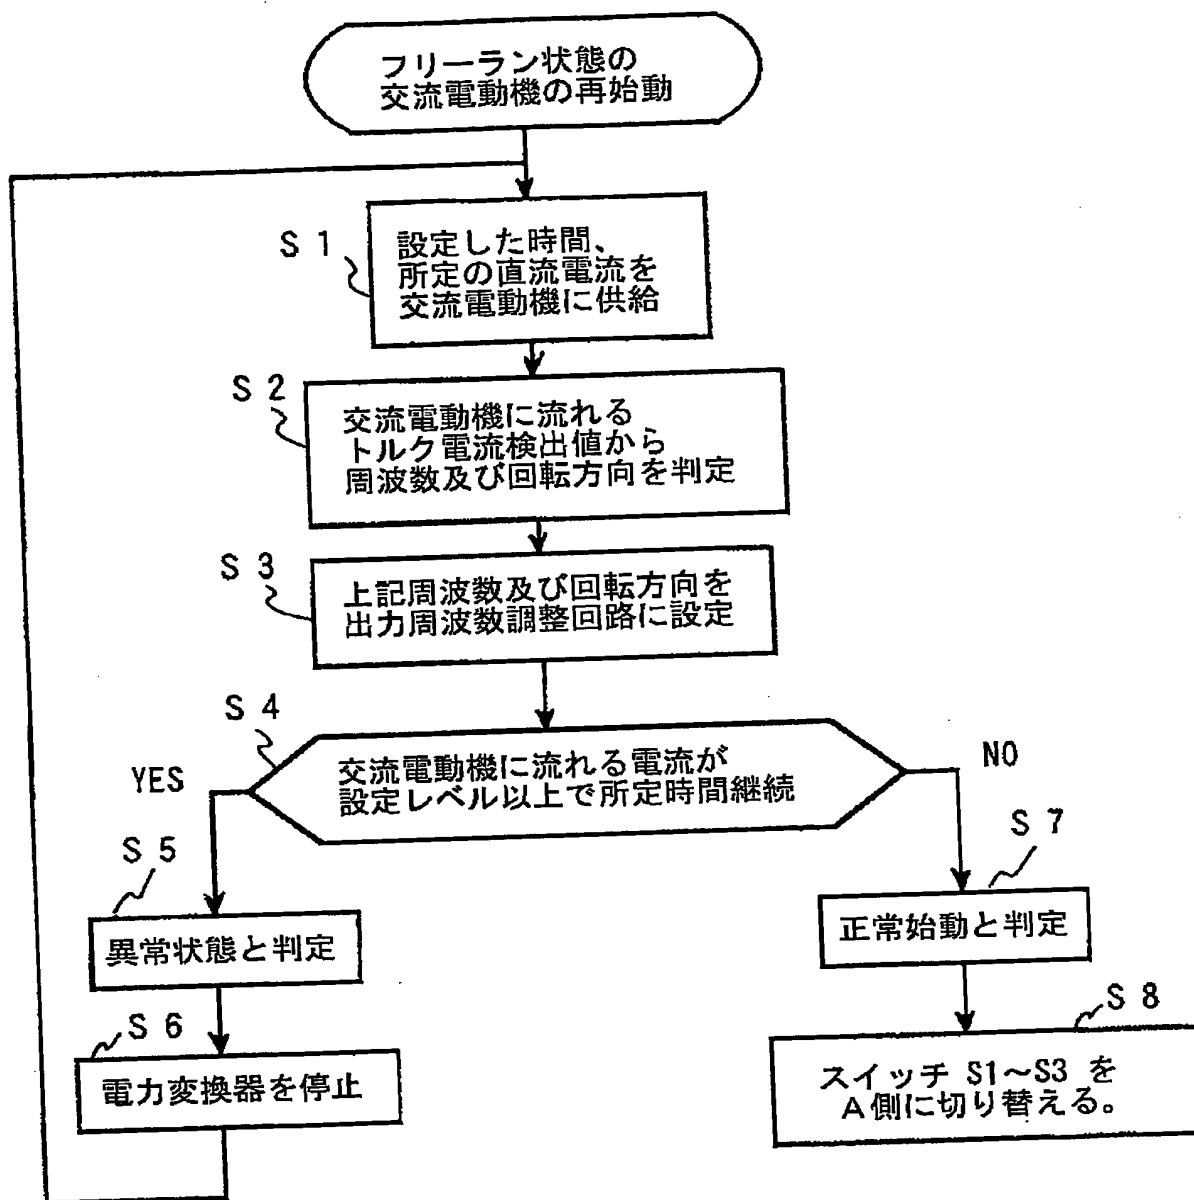 フリーラン状態の
交流電動機の再始動
S 1
設定した時間、
所定の直流電流を
交流電動機に供給
S 2
交流電動機に流れる
トルク電流検出値から
周波数及び回転方向を判定
S 3
上記周波数及び回転方向を
出力周波数調整回路に設定
S 4
交流電動機に流れる電流が
設定レベル以上で所定時間継続
YES
NO
S 5
異常状態と判定
S 6
電力変換器を停止
S 7
正常始動と判定
S 8
スイッチ S1～S3 を
A側に切り替える。